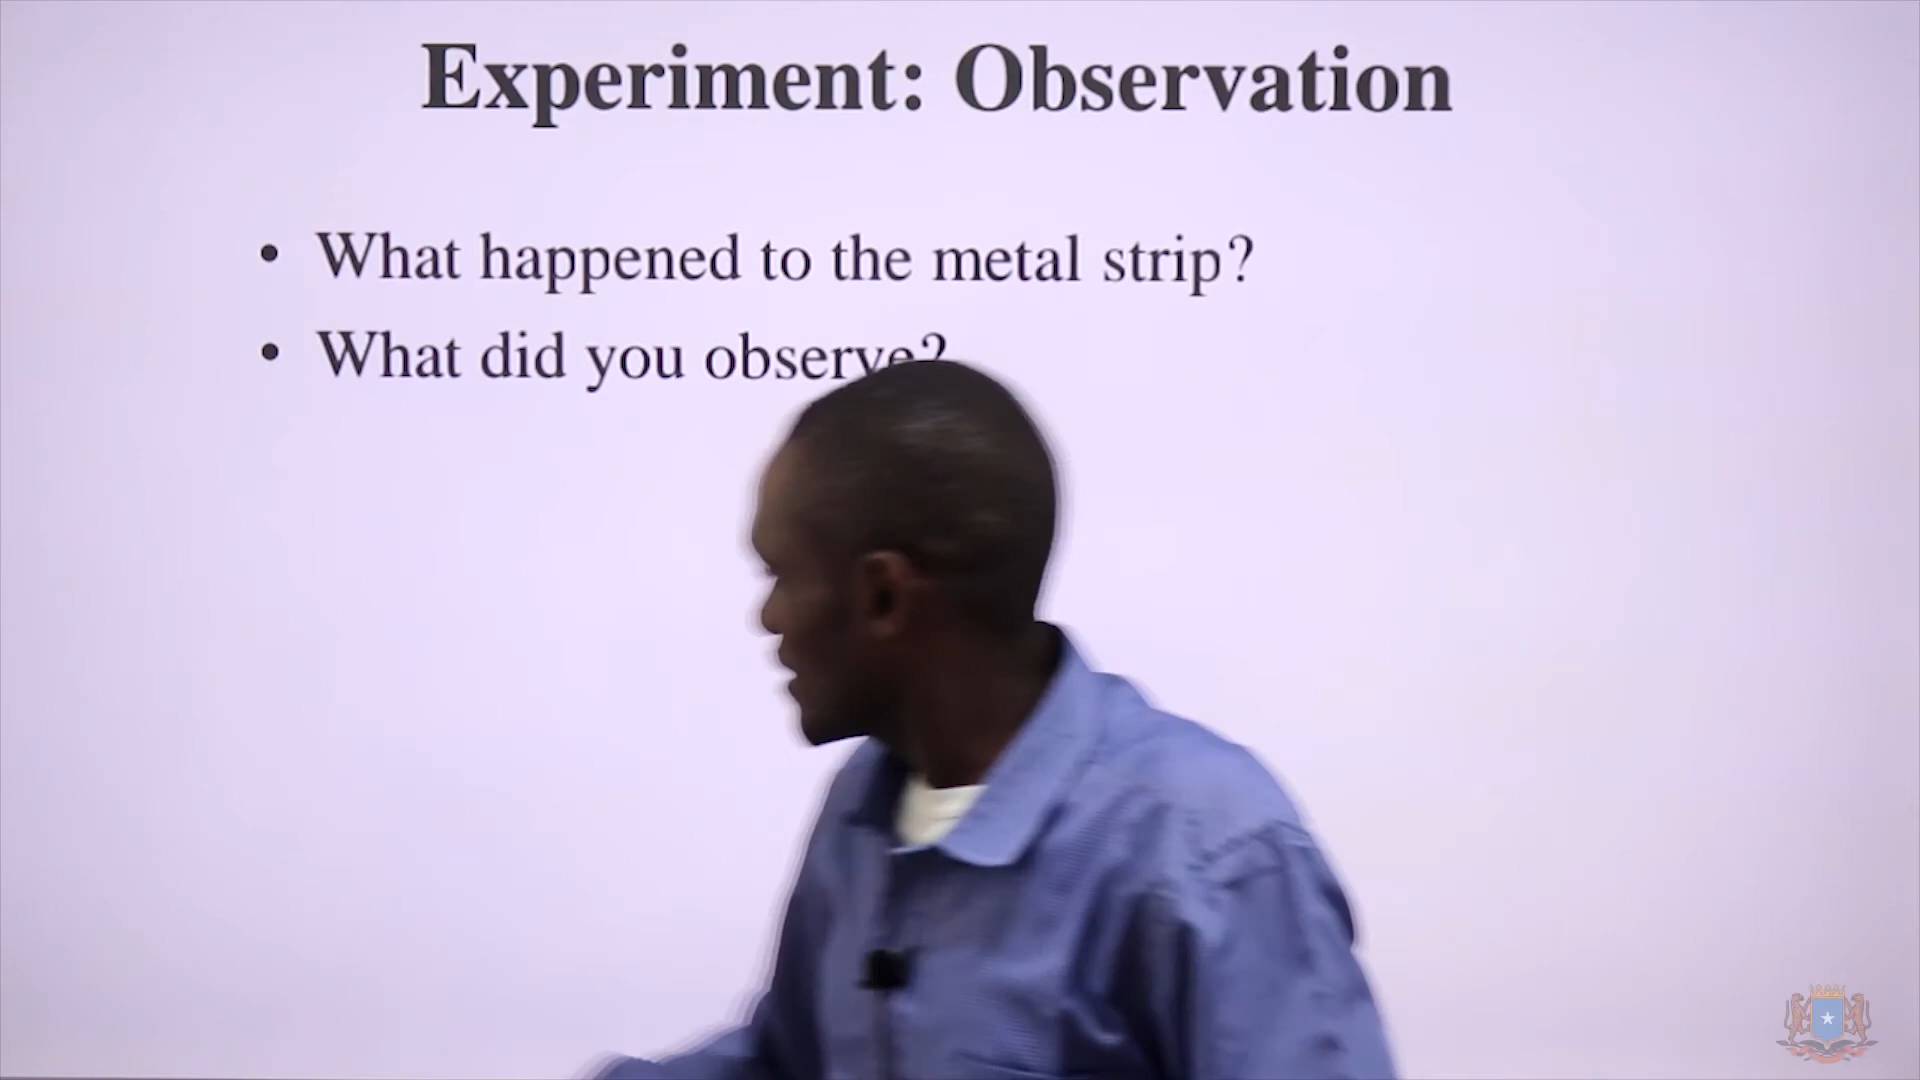 Experiment: Observation
• What happened to the metal strip?
• What did you observe?